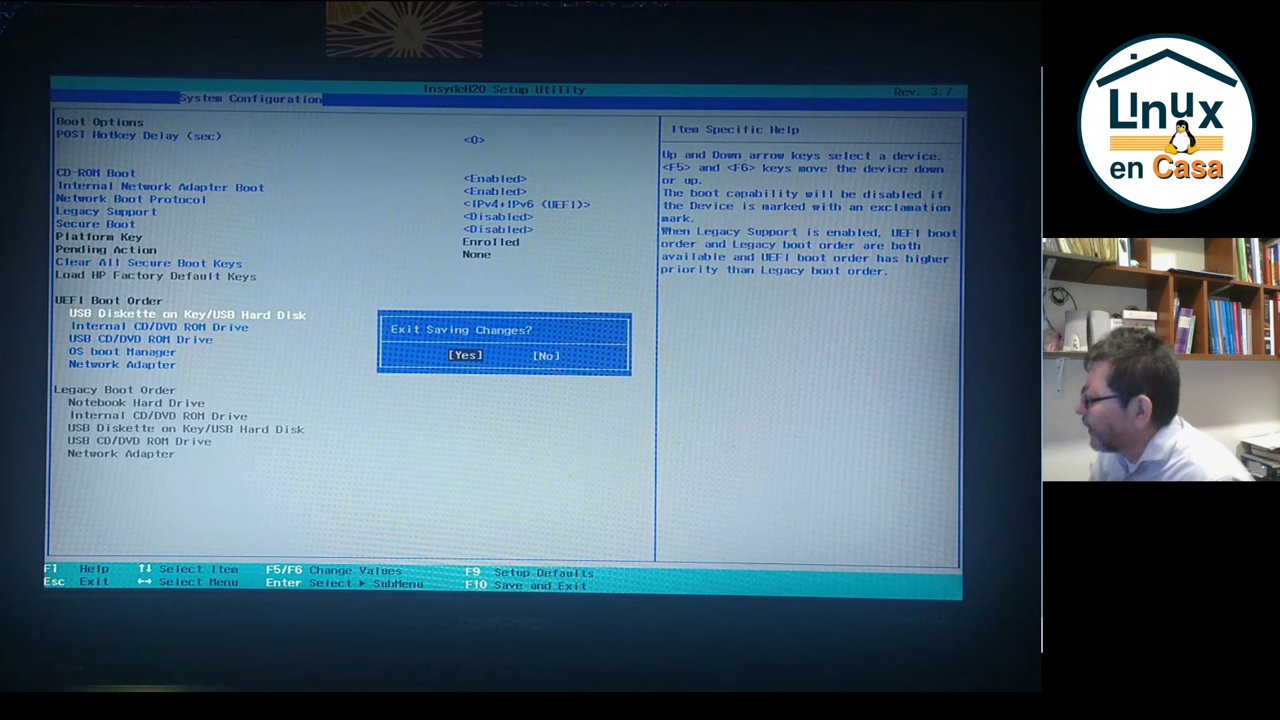 InsydeH20 Setup Utility
Rev. 3.7
System Configuration
Boot Options
POST Hotkey Delay (sec) <0>
CD-ROM Boot <Enabled>
Internal Network Adapter Boot <Enabled>
Network Boot Protocol <IPv4+IPv6 (UEFI)>
Legacy Support <Disabled>
Secure Boot <Disabled>
Platform Key Enrolled
Pending Action None
Clear All Secure Boot Keys
Load HP Factory Default Keys
UEFI Boot Order
USB Diskette on Key/USB Hard Disk
Internal CD/DVD ROM Drive
USB CD/DVD ROM Drive
OS boot Manager
Network Adapter
Legacy Boot Order
Notebook Hard Drive
Internal CD/DVD ROM Drive
USB Diskette on Key/USB Hard Disk
USB CD/DVD ROM Drive
Network Adapter
Exit Saving Changes?
[Yes] [No]
Item Specific Help
Up and Down arrow keys select a device.
<F5> and <F6> keys move the device down
or up.
The boot capability will be disabled if
the Device is marked with an exclamation
mark.
When Legacy Support is enabled, UEFI boot
order and Legacy boot order are both
available and UEFI boot order has higher
priority than Legacy boot order.
F1 Help ↑↓ Select Item F5/F6 Change Values F9 Setup Defaults
Esc Exit ↔ Select Menu Enter Select ▶ SubMenu F10 Save and Exit
Linux
en Casa